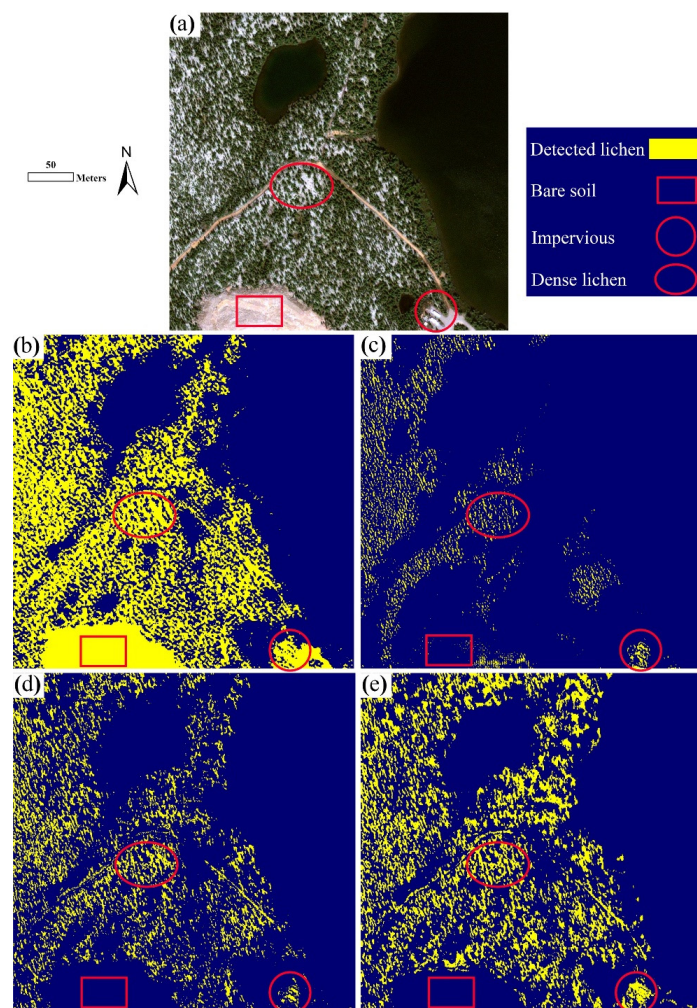 (a)
N
50
Meters
Detected lichen
Bare soil
Impervious
Dense lichen
(b)
(c)
(d)
(e)